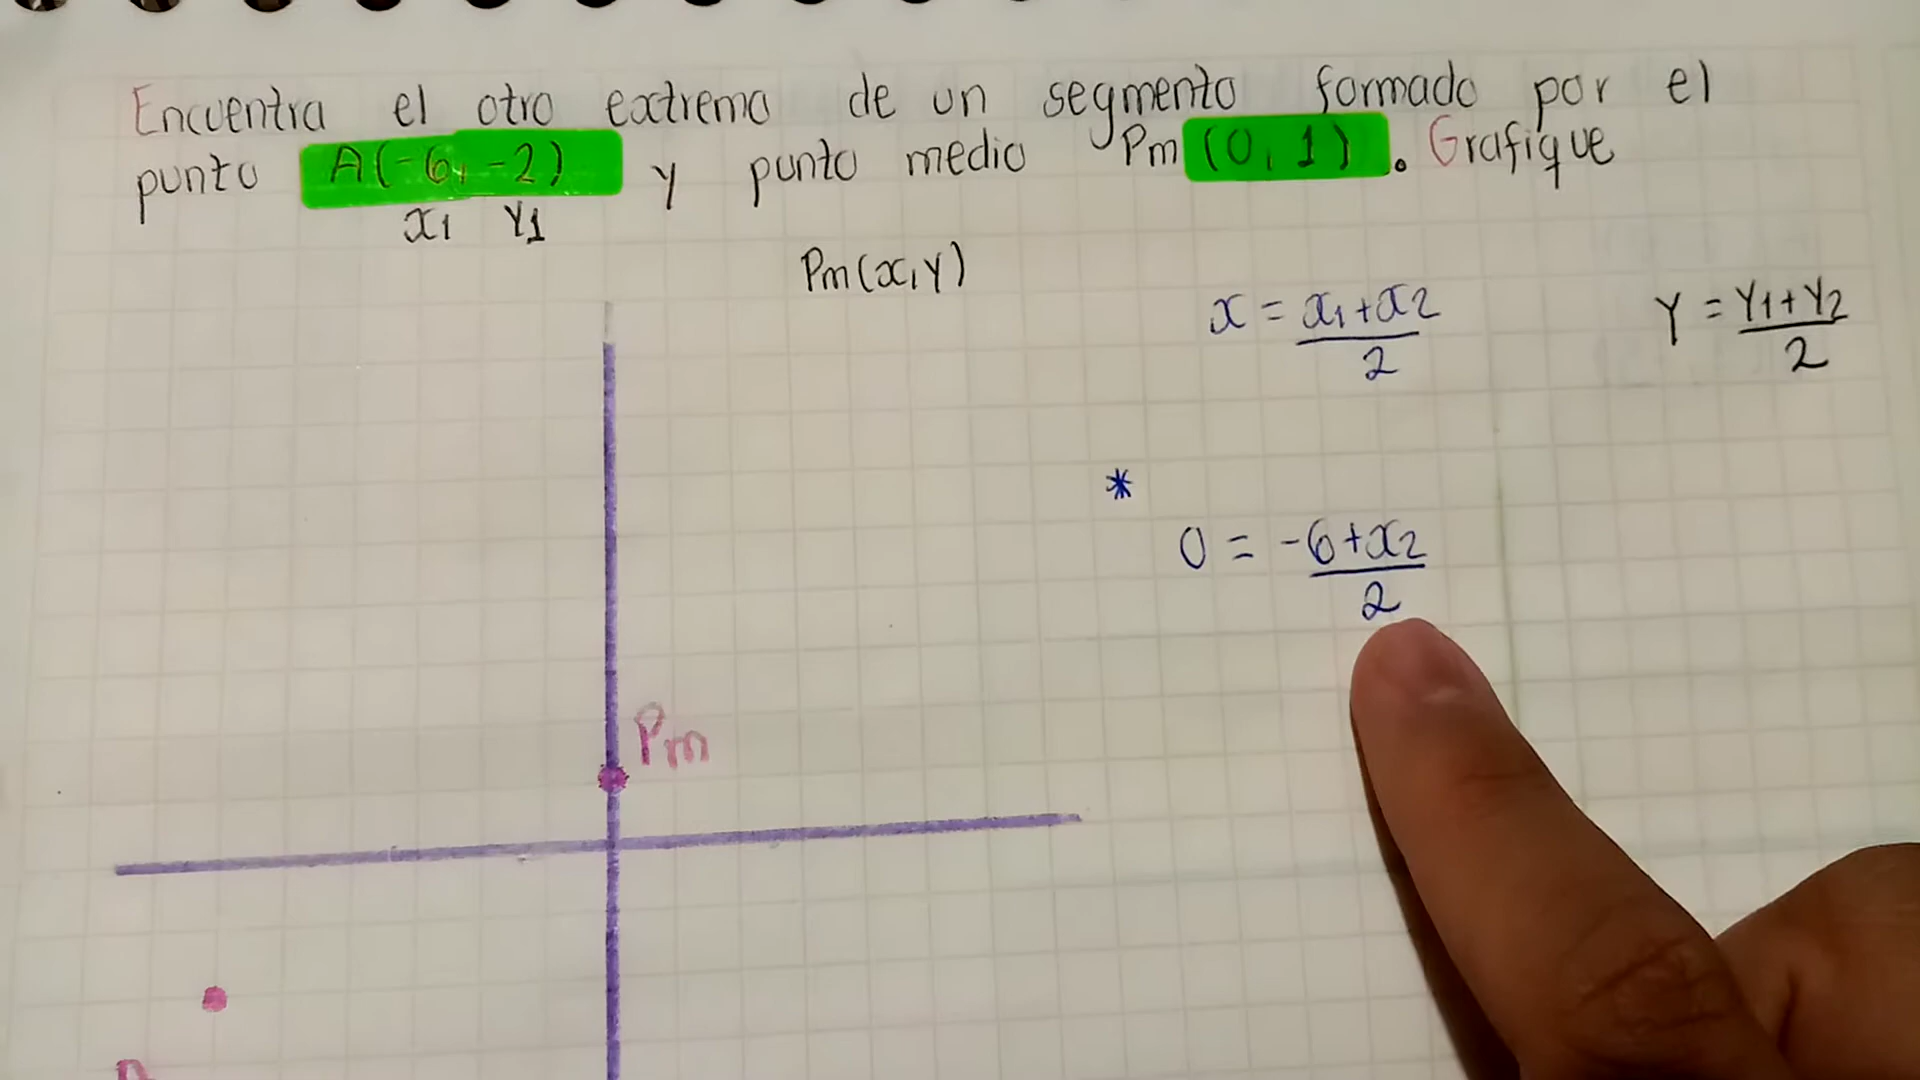 Encuentra el otro extremo de un segmento formado por el
punto A(-6, -2) y punto medio Pm (0, 1). Grafique
x1 Y1
Pm(x,y)
x = x1+x2/2
Y = Y1+Y2/2
*
0 = -6+x2/2
Pm